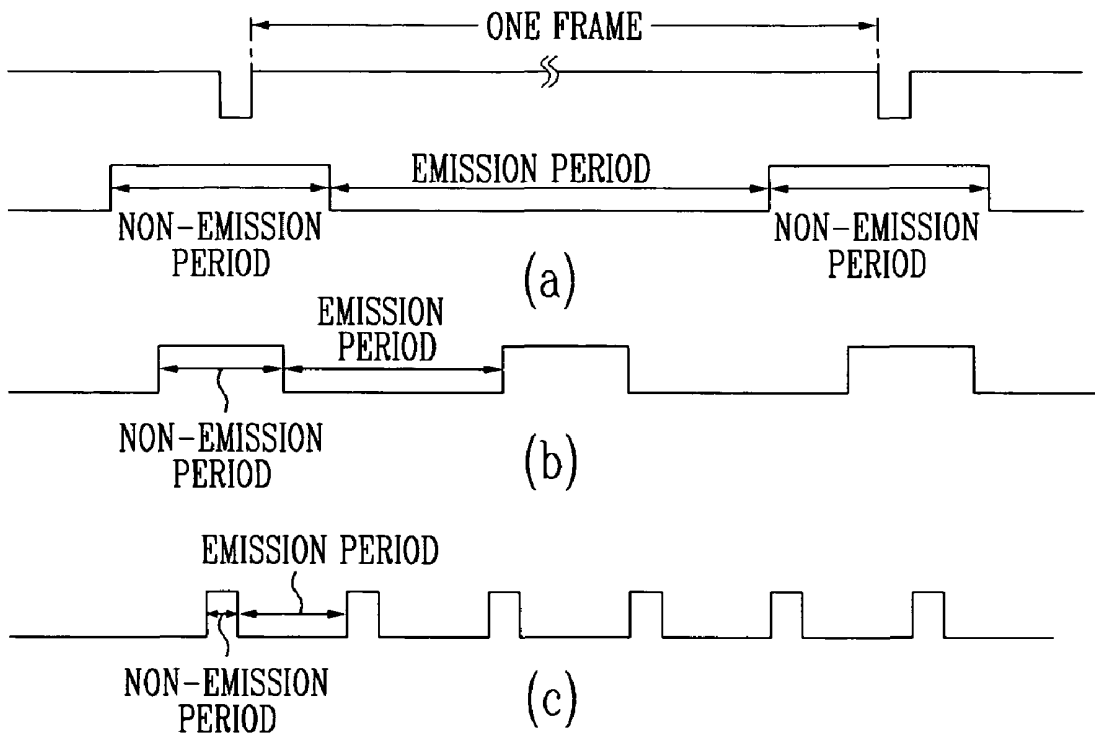 ONE FRAME
EMISSION PERIOD
NON-EMISSION
PERIOD
NON-EMISSION
PERIOD
(a)
EMISSION
PERIOD
NON-EMISSION
PERIOD
(b)
EMISSION PERIOD
NON-EMISSION
PERIOD
(c)